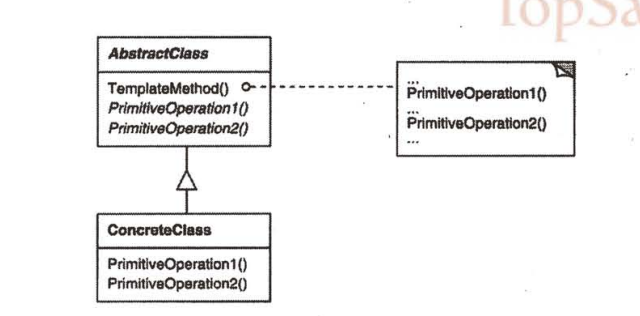 AbstractClass
TemplateMethod()
PrimitiveOperation1()
PrimitiveOperation2()
...
PrimitiveOperation1()
...
PrimitiveOperation2()
...
ConcreteClass
PrimitiveOperation1()
PrimitiveOperation2()